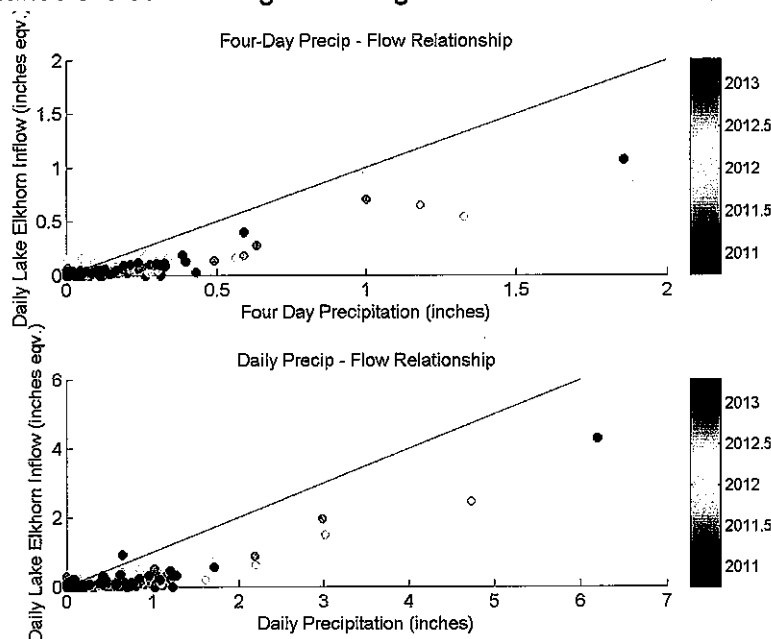 Four-Day Precip - Flow Relationship
Daily Lake Elkhorn Inflow (inches eqv.)
2
1.5
1
0.5
0
0 0.5 1 1.5 2
Four Day Precipitation (inches)
2013
2012.5
2012
2011.5
2011
Daily Precip - Flow Relationship
Daily Lake Elkhorn Inflow (inches eqv.)
6
4
2
0
0 1 2 3 4 5 6 7
Daily Precipitation (inches)
2013
2012.5
2012
2011.5
2011